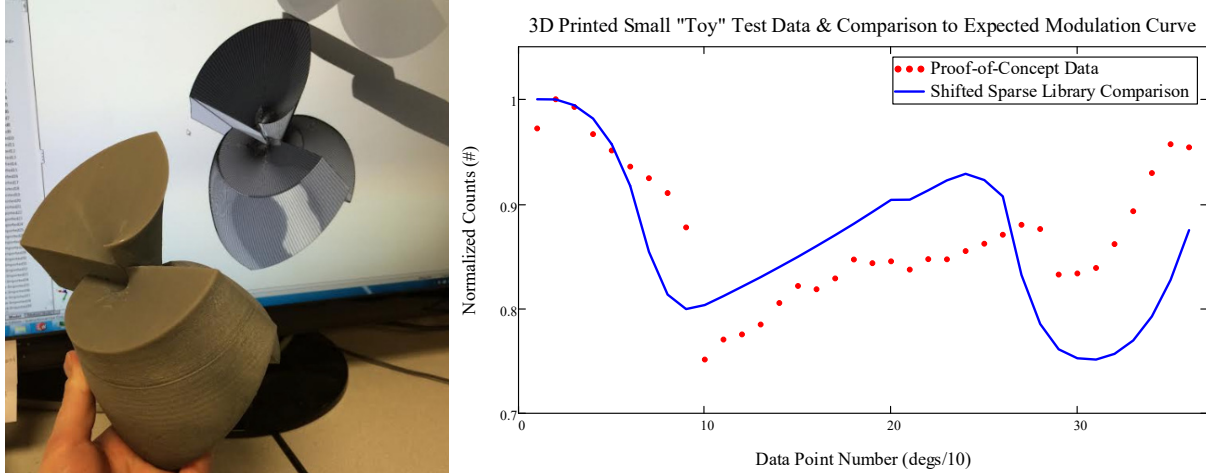 3D Printed Small "Toy" Test Data & Comparison to Expected Modulation Curve
Proof-of-Concept Data
Shifted Sparse Library Comparison
1
0.9
0.8
0.7
0
10
20
30
Normalized Counts (#)
Data Point Number (degs/10)